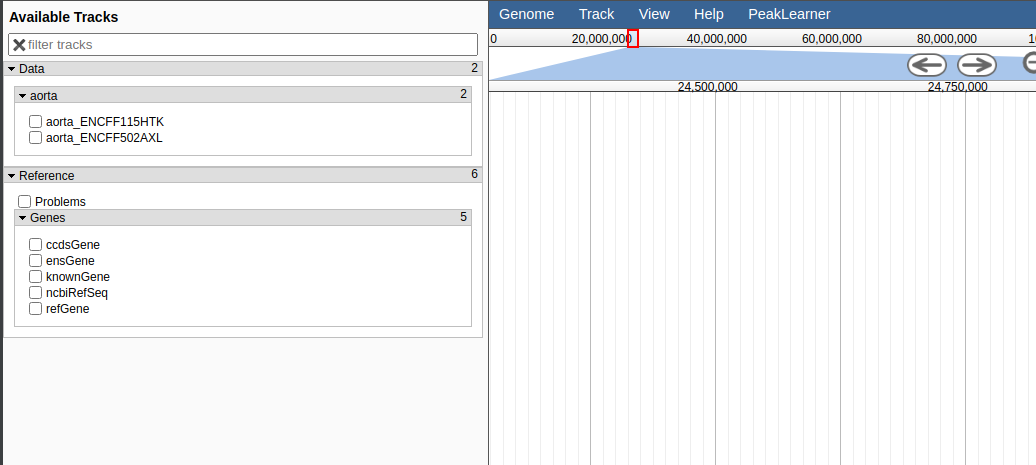 Available Tracks
filter tracks
Data 2
aorta 2
aorta_ENCFF115HTK
aorta_ENCFF502AXL
Reference 6
Problems
Genes 5
ccdsGene
ensGene
knownGene
ncbiRefSeq
refGene
Genome Track View Help PeakLearner
0 20,000,000 40,000,000 60,000,000 80,000,000 10
24,500,000 24,750,000